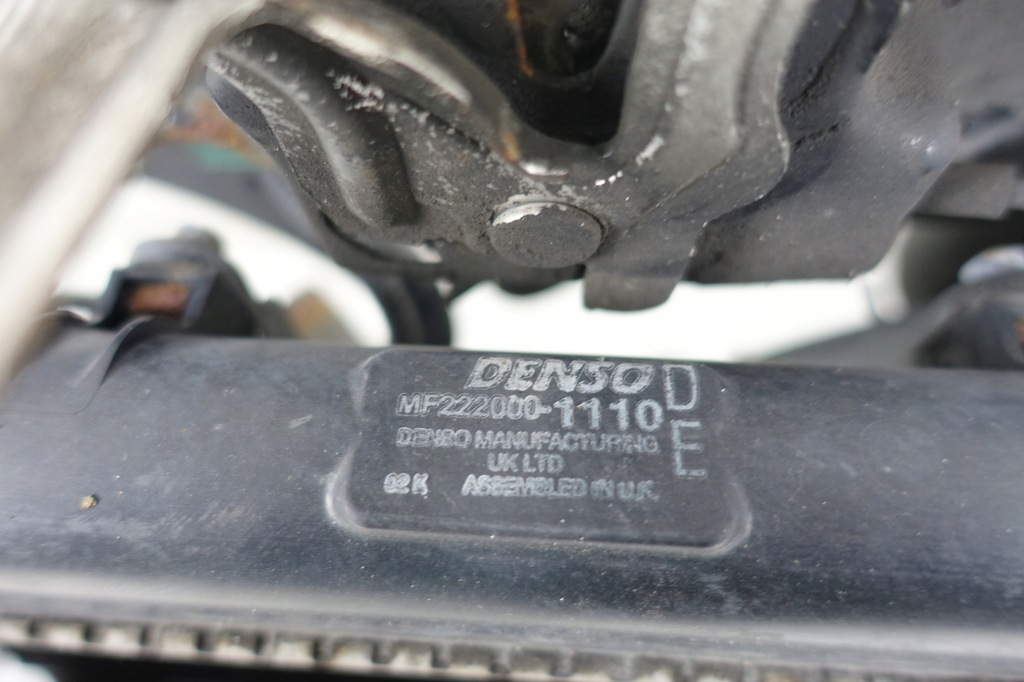 DENSO
MF222000-1110
DENSO MANUFACTURING
UK LTD
02 K ASSEMBLED IN U.K.
D
E